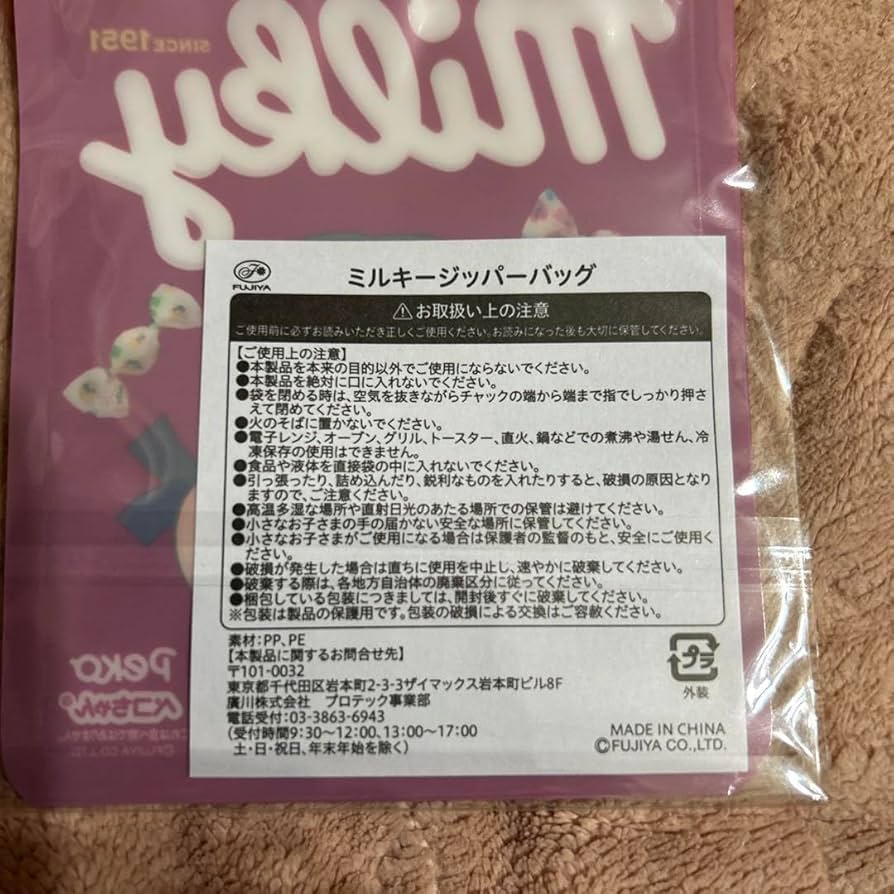 SINCE 1951
Milky
FUJIYA
ミルキージッパーバッグ
⚠お取扱い上の注意
ご使用前に必ずお読みいただき正しくご使用ください。お読みになった後も大切に保管してください。
【ご使用上の注意】
●本製品を本来の目的以外でご使用にならないでください。
●本製品を絶対に口に入れないでください。
●袋を閉める時は、空気を抜きながらチャックの端から端まで指でしっかり押さ
えて閉めてください。
●火のそばに置かないでください。
●電子レンジ、オーブン、グリル、トースター、直火、鍋などでの煮沸や湯せん、冷
凍保存の使用はできません。
●食品や液体を直接袋の中に入れないでください。
●引っ張ったり、詰め込んだり、鋭利なものを入れたりすると、破損の原因となり
ますので、ご注意ください。
●高温多湿な場所や直射日光のあたる場所での保管は避けてください。
●小さなお子さまの手の届かない安全な場所に保管してください。
●小さなお子さまがご使用になる場合は保護者の監督のもと、安全にご使用く
ださい。
●破損が発生した場合は直ちに使用を中止し、速やかに破棄してください。
●破棄する際は、各地方自治体の廃棄区分に従ってください。
●梱包している包装につきましては、開封後すぐに破棄してください。
※包装は製品の保護用です。包装の破損による交換はご容赦ください。
素材:PP、PE
【本製品に関するお問合せ先】
〒101-0032
東京都千代田区岩本町2-3-3ザイマックス岩本町ビル8F
廣川株式会社 プロテック事業部
電話受付:03-3863-6943
(受付時間9:30～12:00、13:00～17:00
土・日・祝日、年末年始を除く)
プラ
外装
MADE IN CHINA
©FUJIYA CO.,LTD.
peko
ペコちゃん
これは食べ物ではありません。
©FUJIYA CO.,LTD.